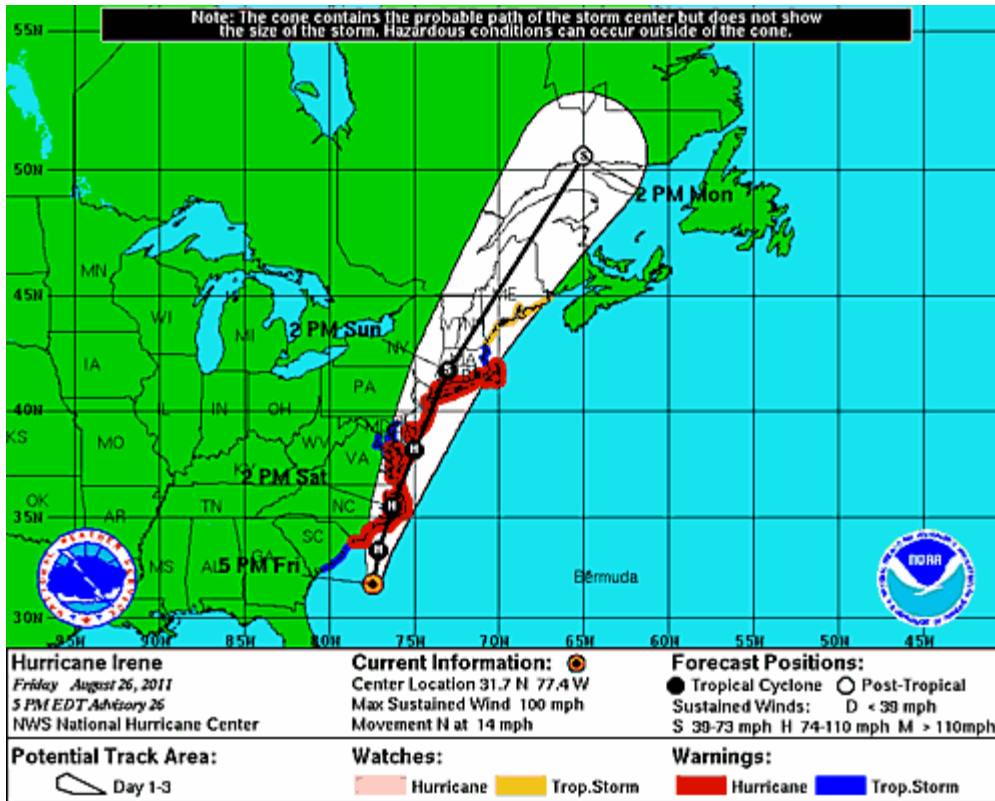 Note: The cone contains the probable path of the storm center but does not show
the size of the storm. Hazardous conditions can occur outside of the cone.
55N
50N
2 PM Mon
45N
ME
MN
WI
MI
2 PM Sun
VT
NY
MA
IA
PA
40N
IL
IN
OH
MD
KS
MO
WV
VA
KY
2 PM Sat
OK
AR
TN
NC
35N
SC
MS
AL
GA
5 PM Fri
NOAA
Bermuda
30N
95W 90W 85W 80W 75W 70W 65W 60W 55W 50W 45W
S
S
H
H
H
Hurricane Irene
Friday August 26, 2011
5 PM EDT Advisory 26
NWS National Hurricane Center
Current Information:
Center Location 31.7 N 77.4 W
Max Sustained Wind 100 mph
Movement N at 14 mph
Forecast Positions:
Tropical Cyclone Post-Tropical
Sustained Winds: D < 39 mph
S 39-73 mph H 74-110 mph M > 110mph
Potential Track Area:
Day 1-3
Watches:
Hurricane Trop.Storm
Warnings:
Hurricane Trop.Storm